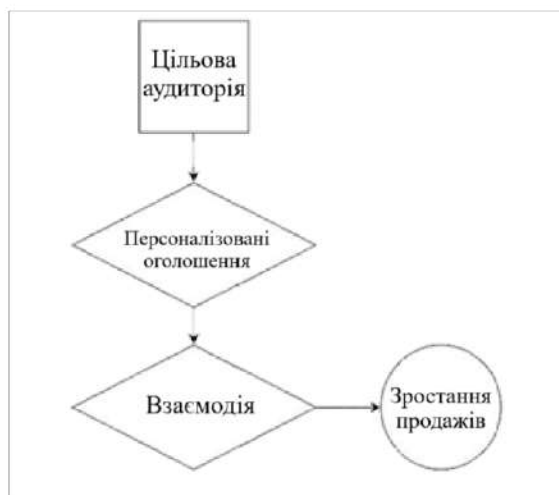 Цільова
аудиторія
Персоналізовані
оголошення
Взаємодія
Зростання
продажів